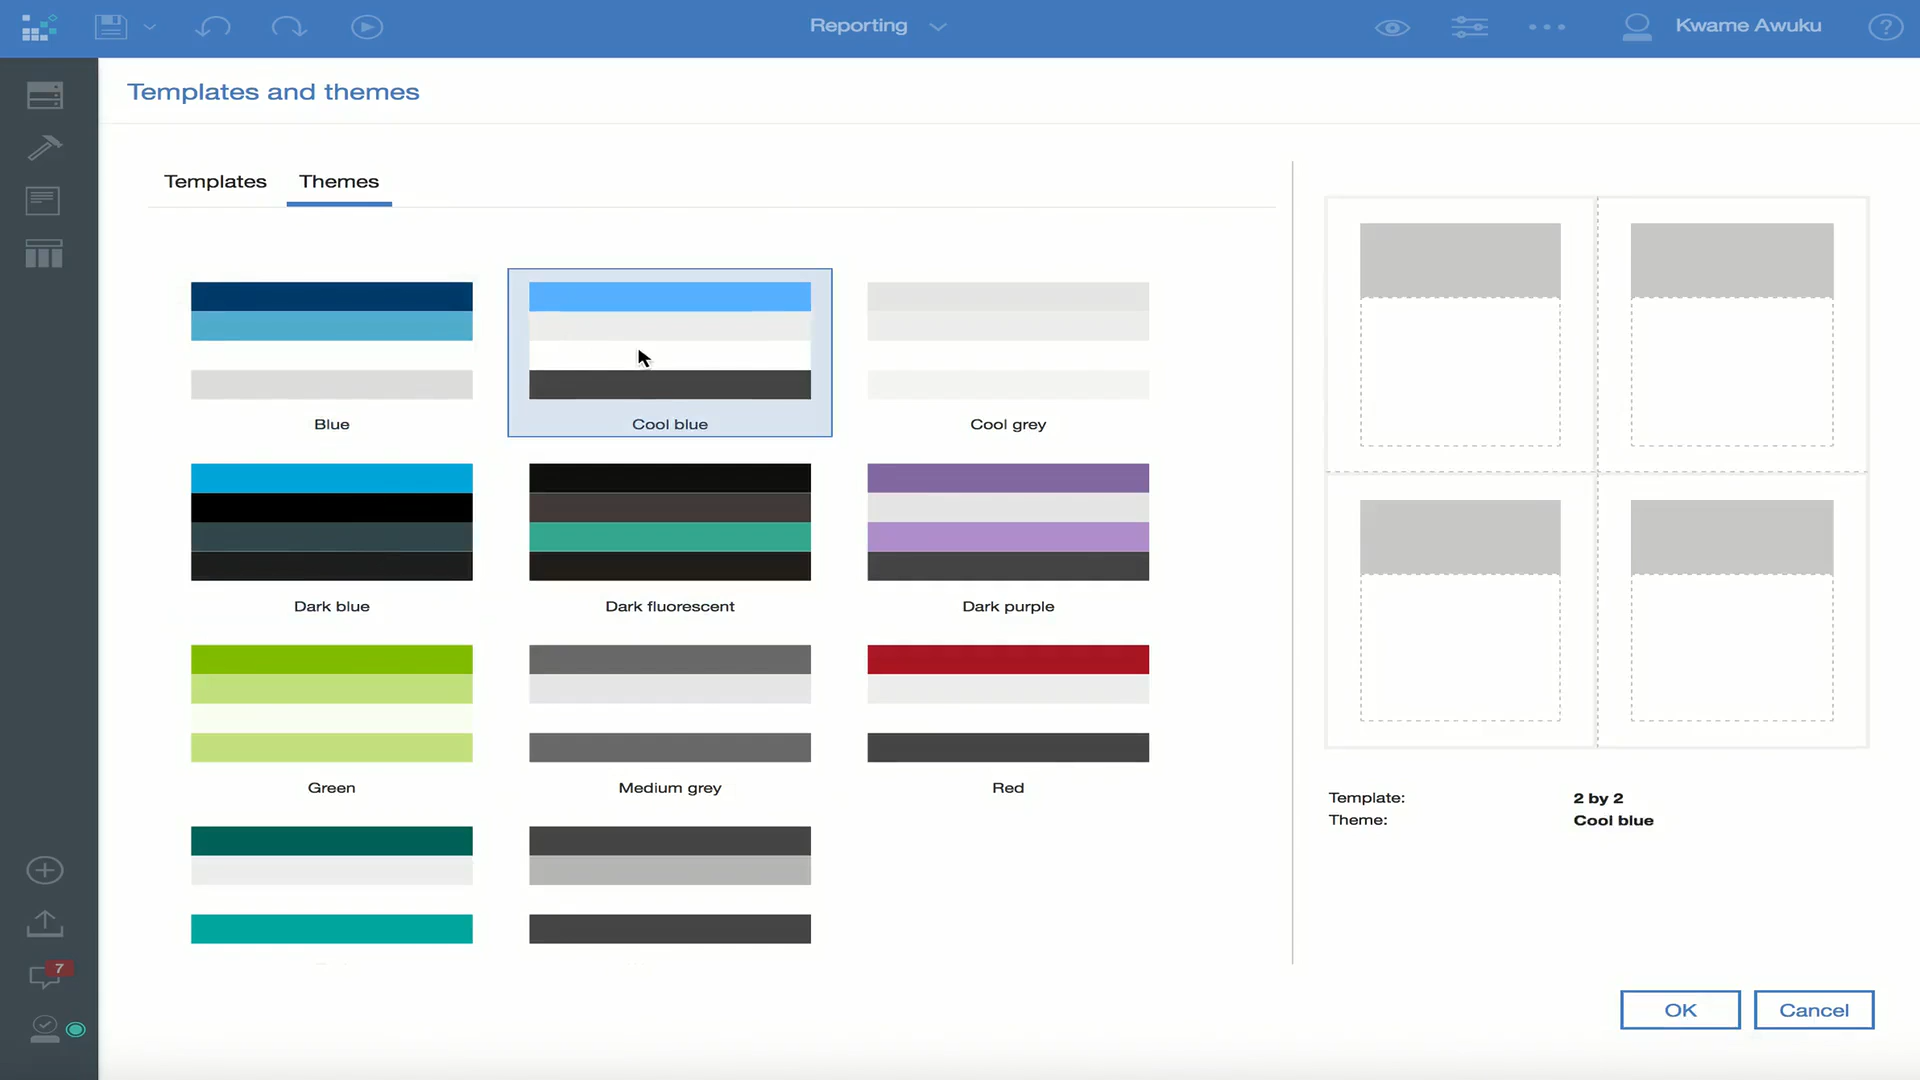 Reporting
Kwame Awuku
?
Templates and themes
Templates
Themes
Blue
Cool blue
Cool grey
Dark blue
Dark fluorescent
Dark purple
Green
Medium grey
Red
Template: 2 by 2
Theme: Cool blue
7
OK
Cancel